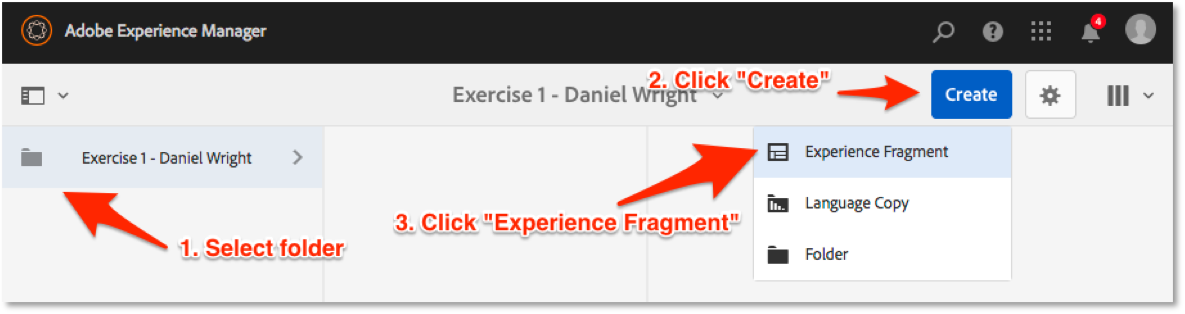 Adobe Experience Manager
4
Exercise 1 - Daniel Wright
2. Click "Create"
Create
Exercise 1 - Daniel Wright
Experience Fragment
1. Select folder
3. Click "Experience Fragment"
Language Copy
Folder